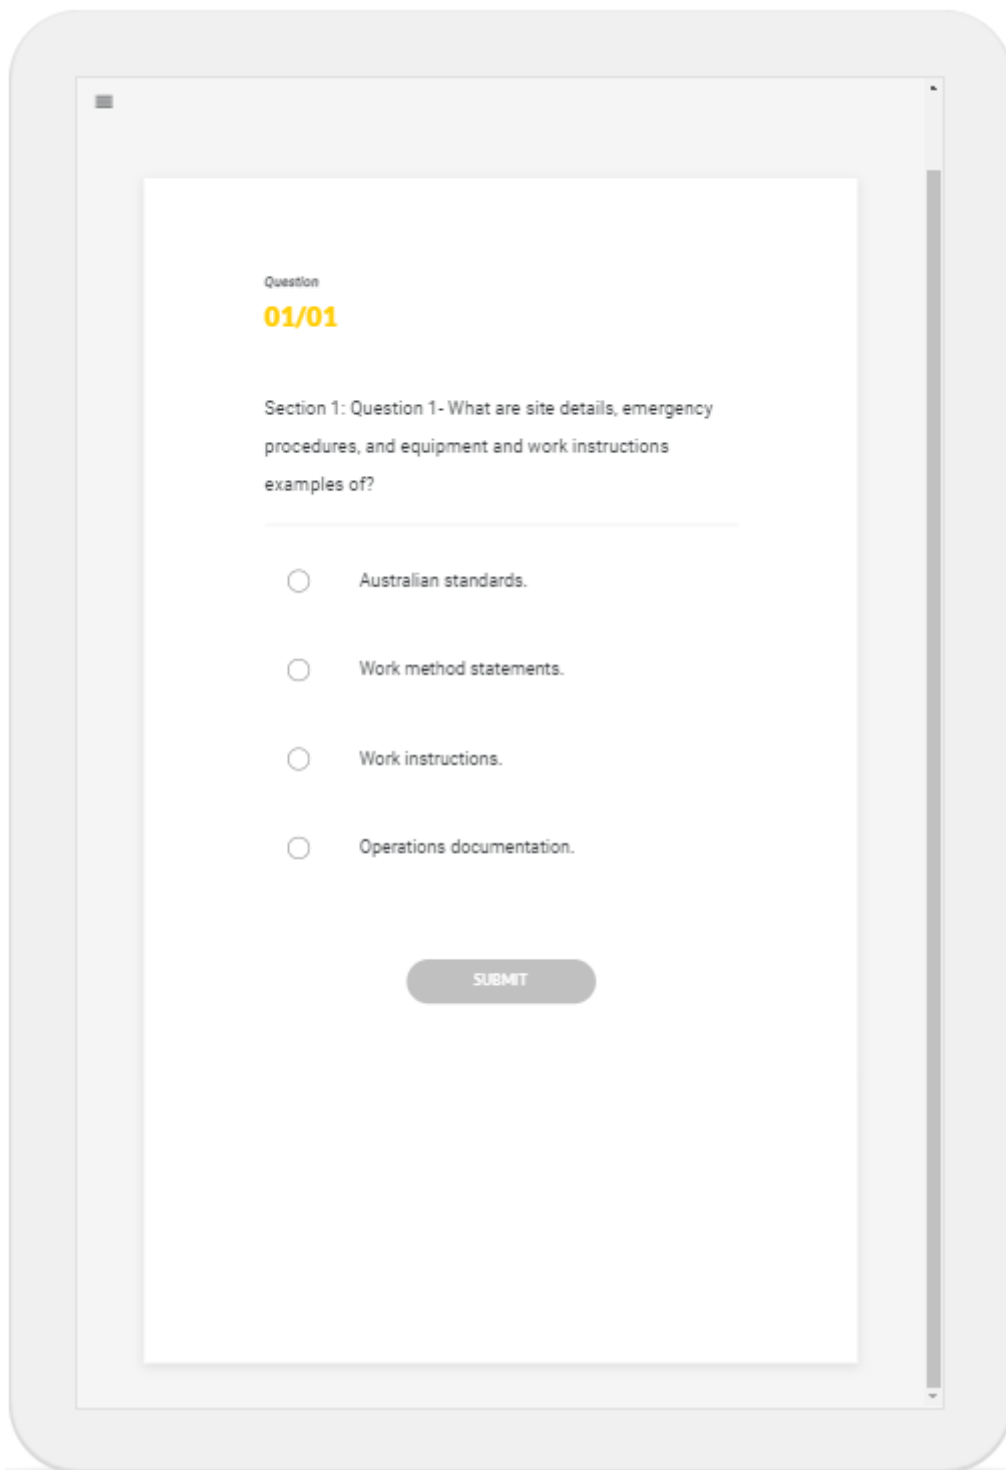 Question
01/01
Section 1: Question 1- What are site details, emergency
procedures, and equipment and work instructions
examples of?
Australian standards.
Work method statements.
Work instructions.
Operations documentation.
SUBMIT